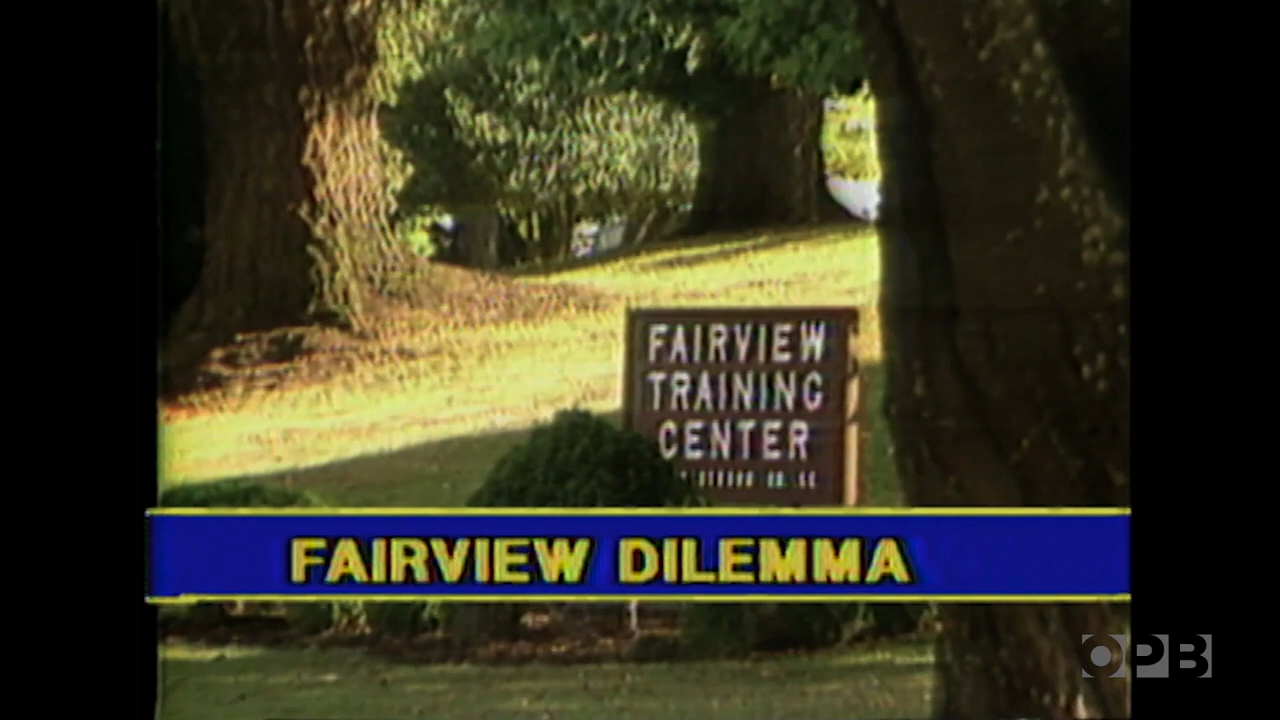 FAIRVIEW
TRAINING
CENTER
FAIRVIEW DILEMMA
OPB